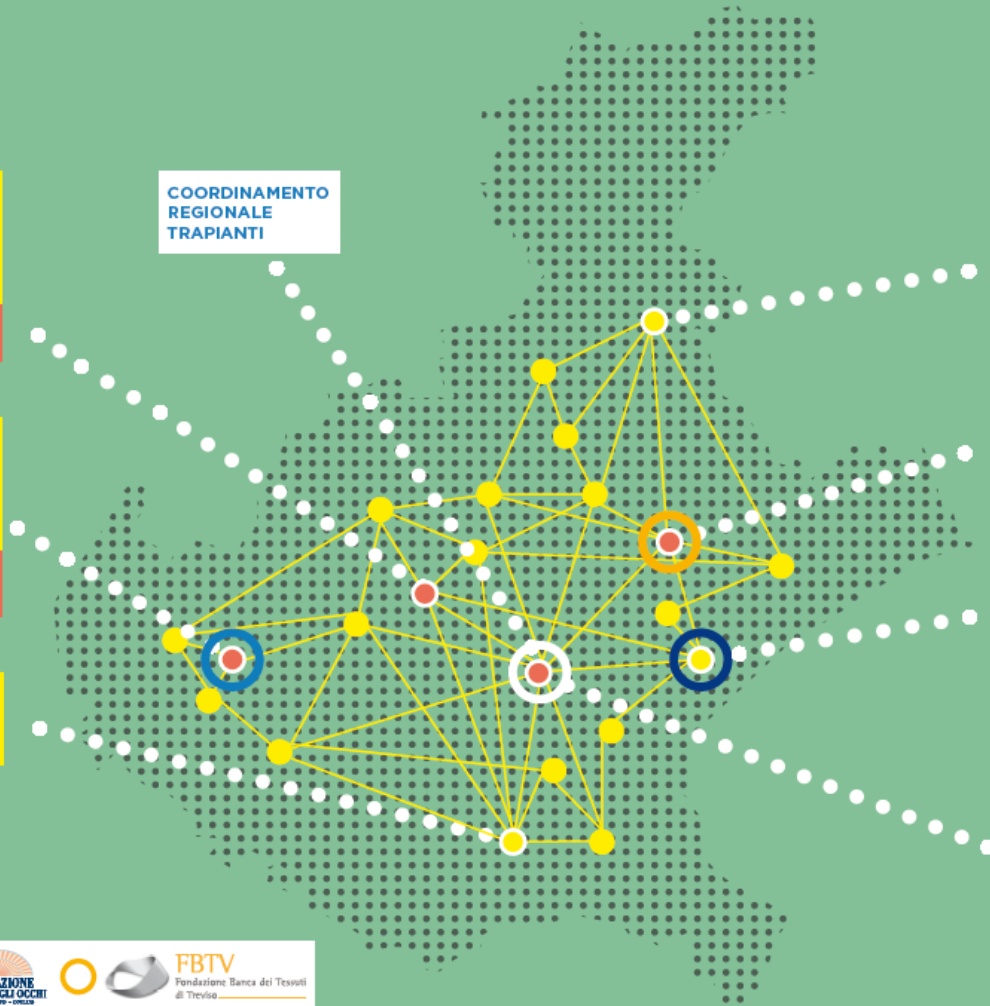 COORDINAMENTO
REGIONALE
TRAPIANTI
FBTV
Fondazione Banca dei Tessuti
di Treviso